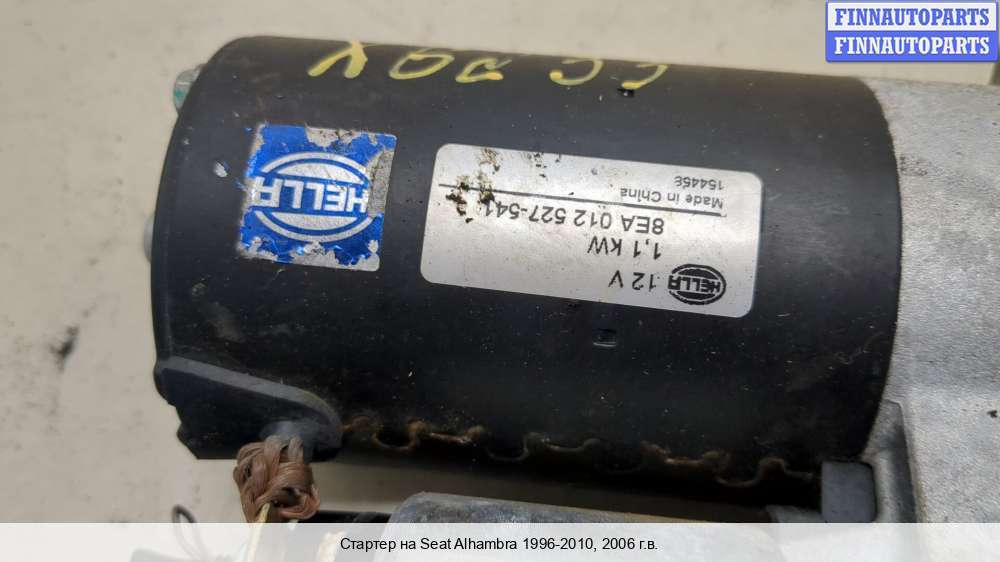 FINNAUTOPARTS
FINNAUTOPARTS
HELLA
HELLA
12 V
1,1 kW
8EA 012 527-541
Made in China
Стартер на Seat Alhambra 1996-2010, 2006 г.в.